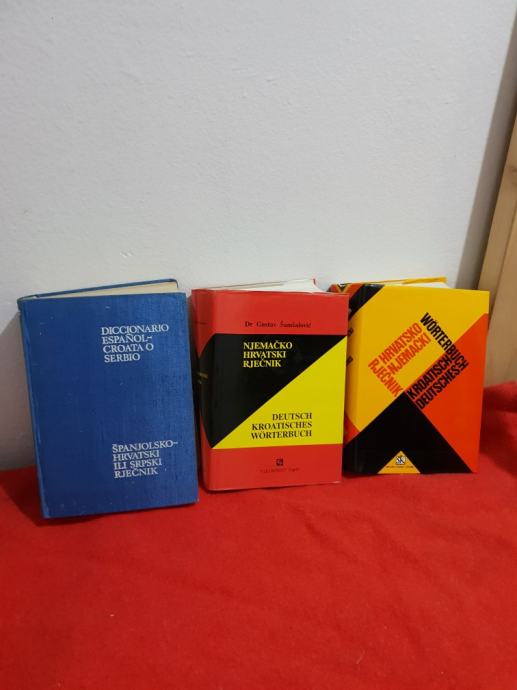 DICCIONARIO
ESPAÑOL-
CROATA O
SERBIO
ŠPANJOLSKO-
HRVATSKI
ILI SRPSKI
RJEČNIK
Dr Gustav Šamšalović
NJEMAČKO
HRVATSKI
RJEČNIK
DEUTSCH
KROATISCHES
WÖRTERBUCH
HRVATSKO
NJEMAČKI
RJEČNIK
WÖRTERBUCH
KROATISCH
DEUTSCHES